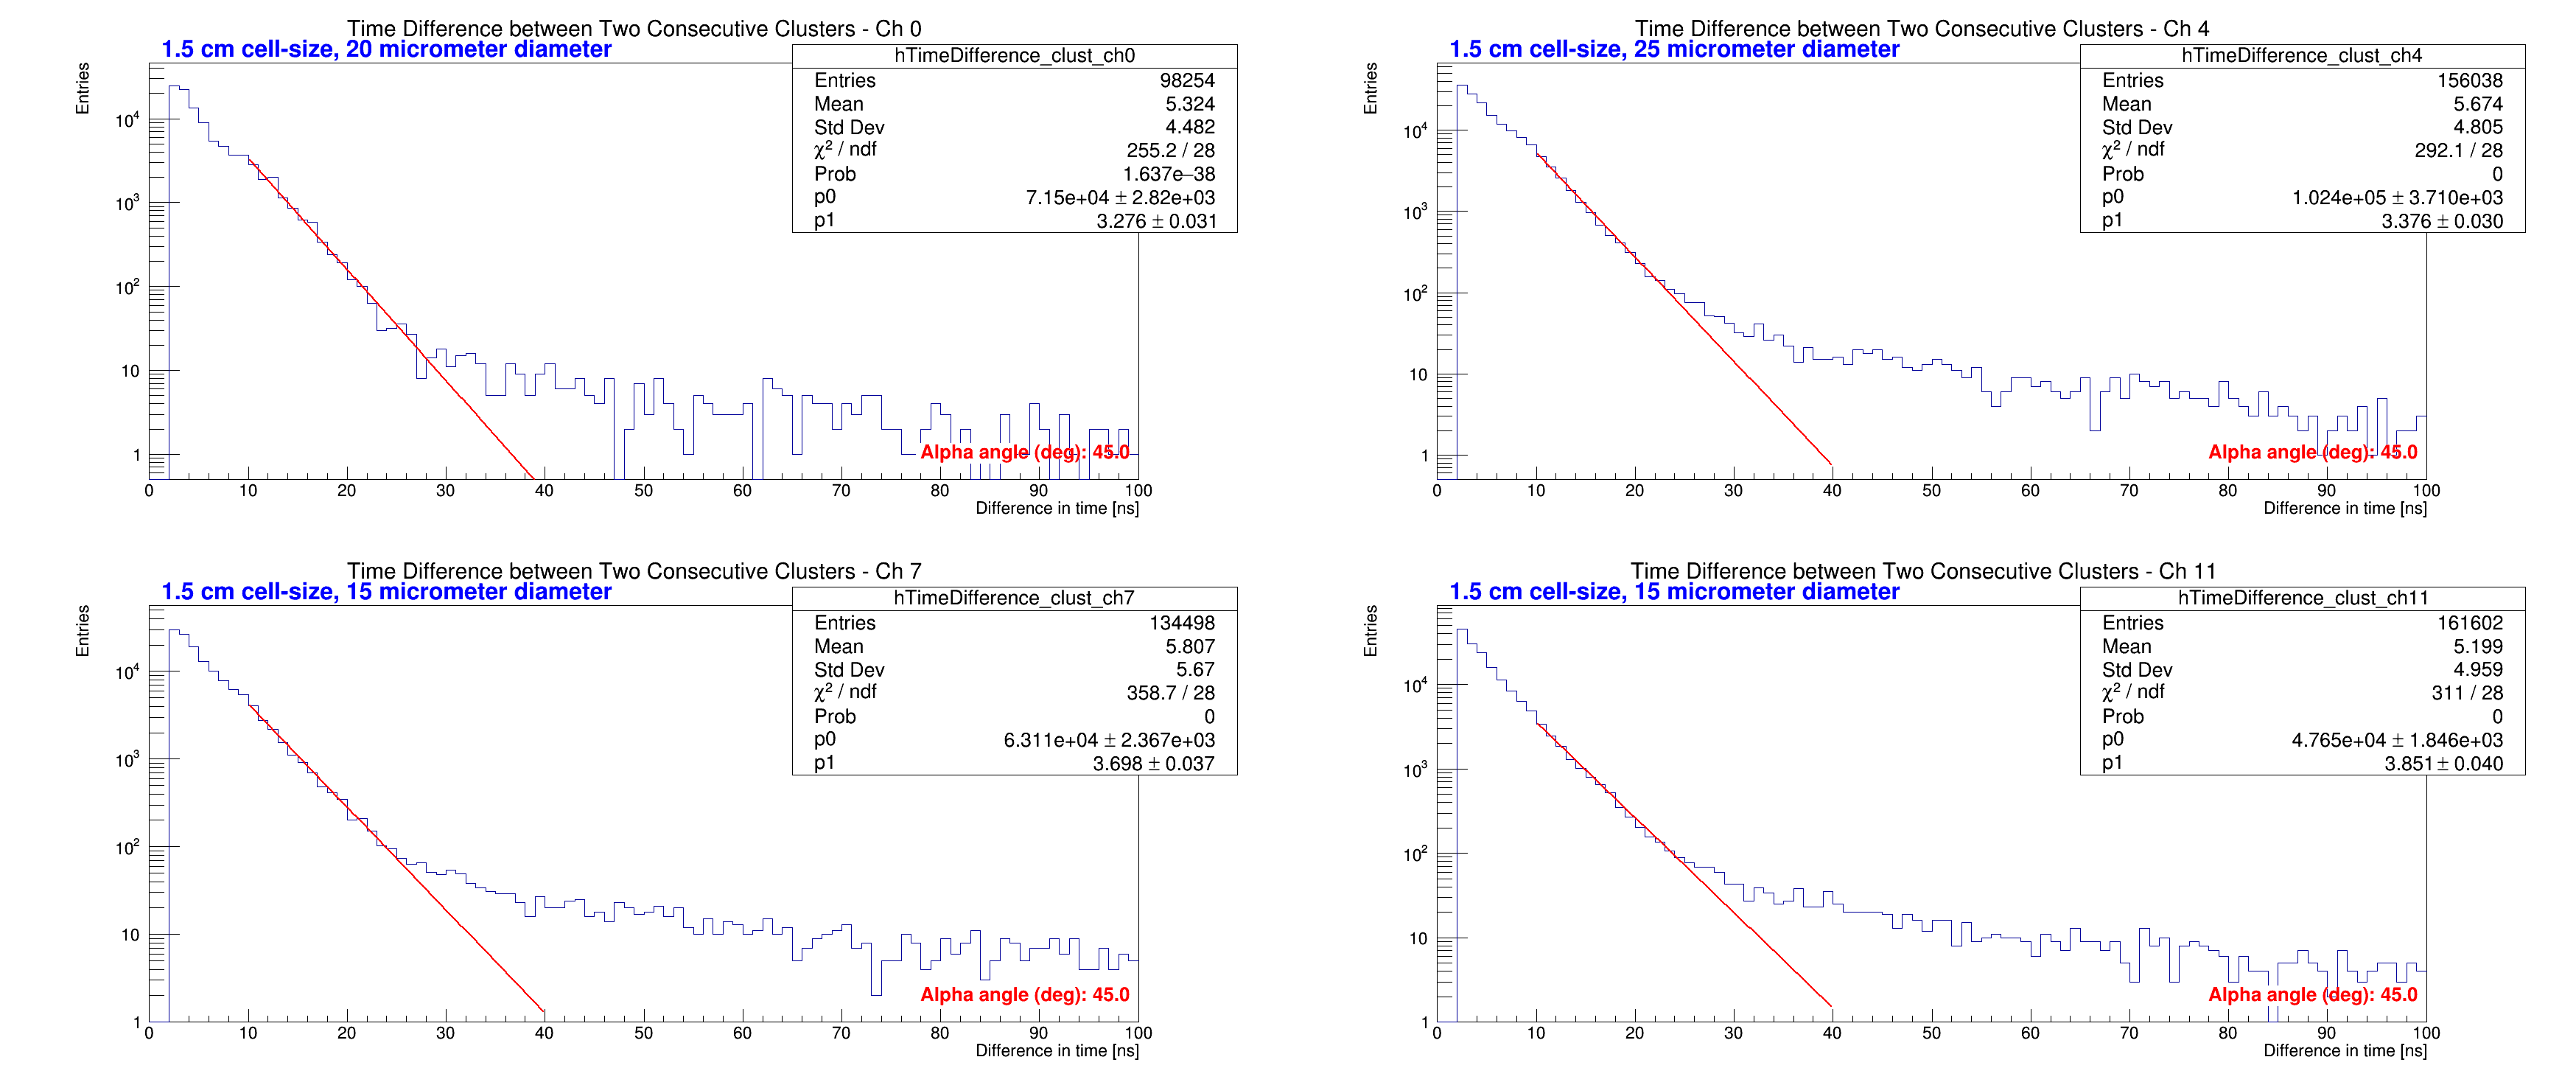 Time Difference between Two Consecutive Clusters - Ch 0
1.5 cm cell-size, 20 micrometer diameter
hTimeDifference_clust_ch0
Entries 98254
Mean 5.324
Std Dev 4.482
χ² / ndf 255.2 / 28
Prob 1.637e−38
p0 7.15e+04 ± 2.82e+03
p1 3.276 ± 0.031
Entries
10⁴
10³
10²
10
1
Alpha angle (deg): 45.0
0 10 20 30 40 50 60 70 80 90 100
Difference in time [ns]
Time Difference between Two Consecutive Clusters - Ch 4
1.5 cm cell-size, 25 micrometer diameter
hTimeDifference_clust_ch4
Entries 156038
Mean 5.674
Std Dev 4.805
χ² / ndf 292.1 / 28
Prob 0
p0 1.024e+05 ± 3.710e+03
p1 3.376 ± 0.030
Entries
10⁴
10³
10²
10
1
Alpha angle (deg): 45.0
0 10 20 30 40 50 60 70 80 90 100
Difference in time [ns]
Time Difference between Two Consecutive Clusters - Ch 7
1.5 cm cell-size, 15 micrometer diameter
hTimeDifference_clust_ch7
Entries 134498
Mean 5.807
Std Dev 5.67
χ² / ndf 358.7 / 28
Prob 0
p0 6.311e+04 ± 2.367e+03
p1 3.698 ± 0.037
Entries
10⁴
10³
10²
10
1
Alpha angle (deg): 45.0
0 10 20 30 40 50 60 70 80 90 100
Difference in time [ns]
Time Difference between Two Consecutive Clusters - Ch 11
1.5 cm cell-size, 15 micrometer diameter
hTimeDifference_clust_ch11
Entries 161602
Mean 5.199
Std Dev 4.959
χ² / ndf 311 / 28
Prob 0
p0 4.765e+04 ± 1.846e+03
p1 3.851 ± 0.040
Entries
10⁴
10³
10²
10
1
Alpha angle (deg): 45.0
0 10 20 30 40 50 60 70 80 90 100
Difference in time [ns]